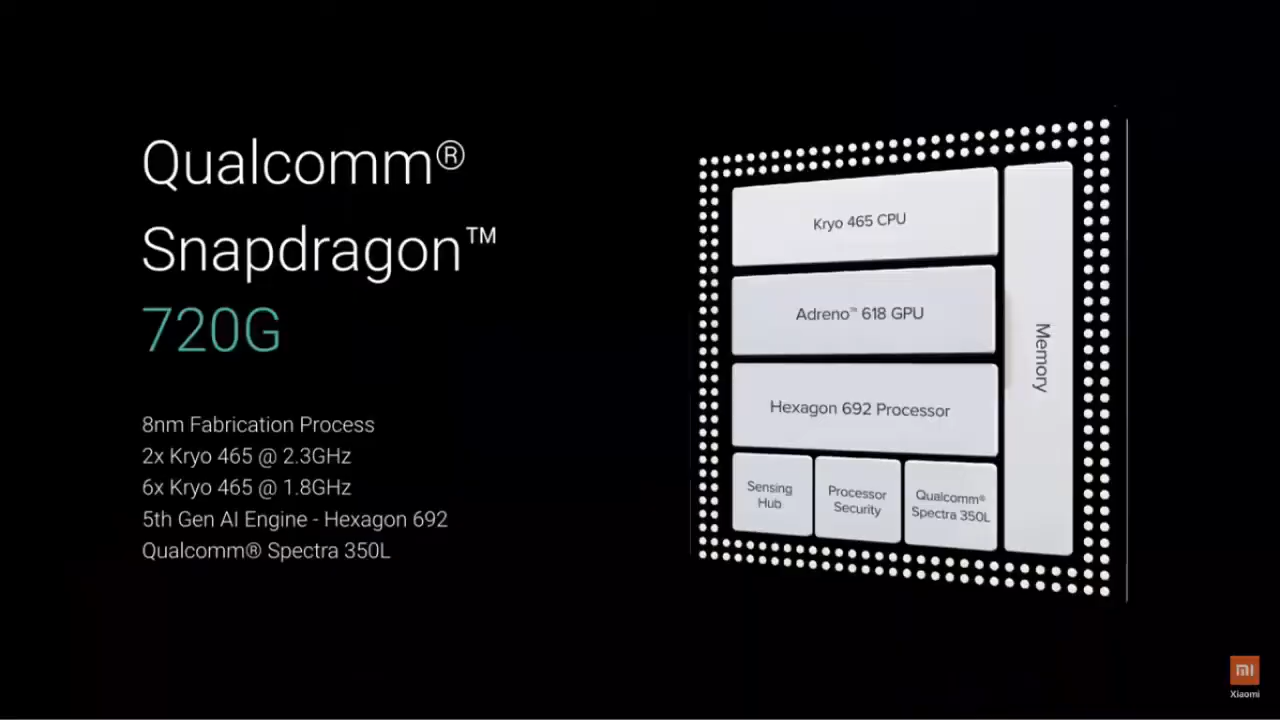 Qualcomm®
Snapdragon™
720G
8nm Fabrication Process
2x Kryo 465 @ 2.3GHz
6x Kryo 465 @ 1.8GHz
5th Gen AI Engine - Hexagon 692
Qualcomm® Spectra 350L
Kryo 465 CPU
Adreno™ 618 GPU
Hexagon 692 Processor
Sensing
Hub
Processor
Security
Qualcomm®
Spectra 350L
Memory
mi
Xiaomi